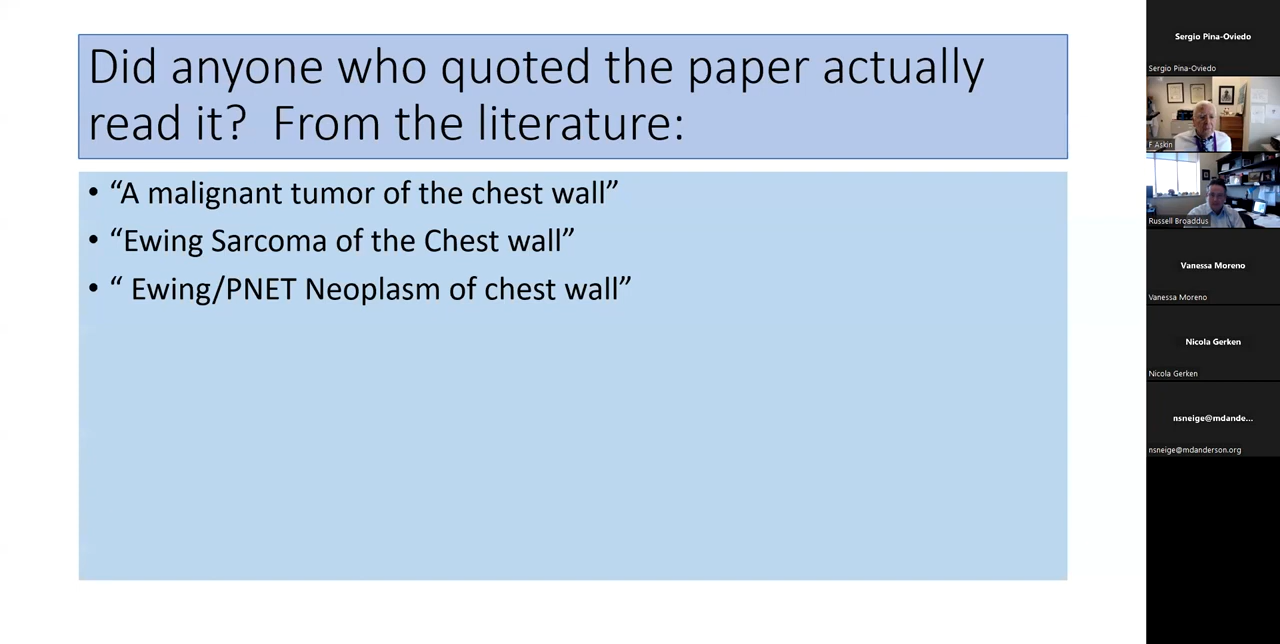 Did anyone who quoted the paper actually
read it? From the literature:
• “A malignant tumor of the chest wall”
• “Ewing Sarcoma of the Chest wall”
• “ Ewing/PNET Neoplasm of chest wall”
Sergio Pina-Oviedo
Sergio Pina-Oviedo
F Askin
Russell Broaddus
Vanessa Moreno
Vanessa Moreno
Nicola Gerken
Nicola Gerken
nsneige@mdande...
nsneige@mdanderson.org